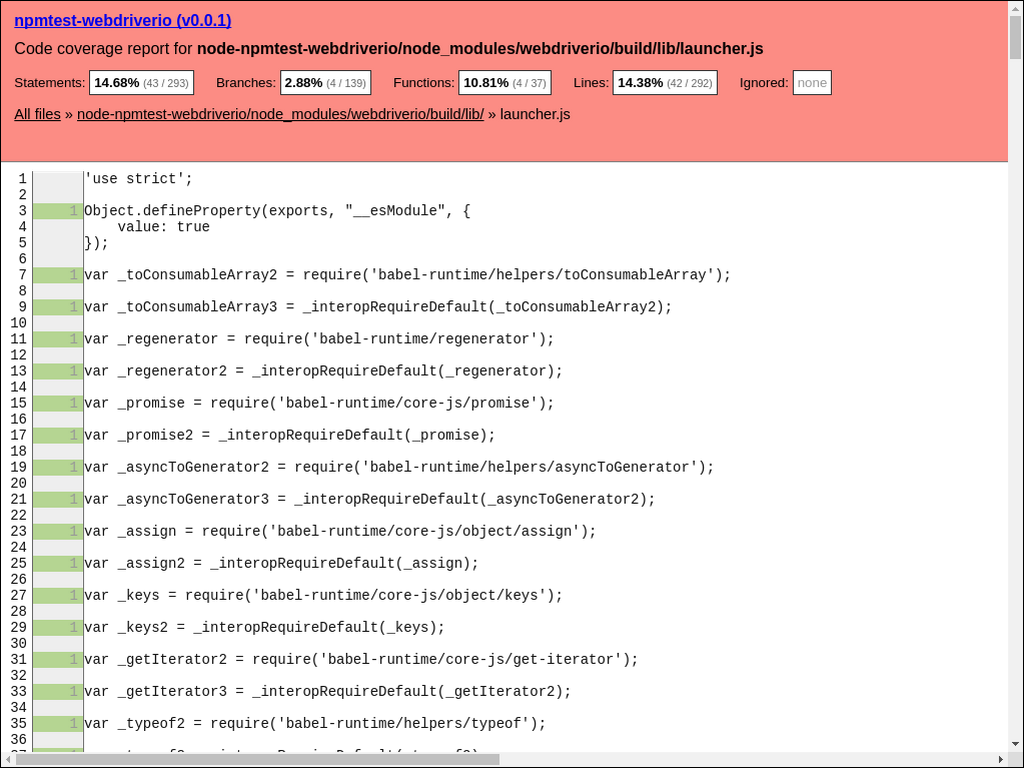 npmtest-webdriverio (v0.0.1)
Code coverage report for node-npmtest-webdriverio/node_modules/webdriverio/build/lib/launcher.js
Statements: 14.68% (43 / 293) Branches: 2.88% (4 / 139) Functions: 10.81% (4 / 37) Lines: 14.38% (42 / 292) Ignored: none
All files » node-npmtest-webdriverio/node_modules/webdriverio/build/lib/ » launcher.js
1 'use strict';
2
3 1 Object.defineProperty(exports, "__esModule", {
4 value: true
5 });
6
7 1 var _toConsumableArray2 = require('babel-runtime/helpers/toConsumableArray');
8
9 1 var _toConsumableArray3 = _interopRequireDefault(_toConsumableArray2);
10
11 1 var _regenerator = require('babel-runtime/regenerator');
12
13 1 var _regenerator2 = _interopRequireDefault(_regenerator);
14
15 1 var _promise = require('babel-runtime/core-js/promise');
16
17 1 var _promise2 = _interopRequireDefault(_promise);
18
19 1 var _asyncToGenerator2 = require('babel-runtime/helpers/asyncToGenerator');
20
21 1 var _asyncToGenerator3 = _interopRequireDefault(_asyncToGenerator2);
22
23 1 var _assign = require('babel-runtime/core-js/object/assign');
24
25 1 var _assign2 = _interopRequireDefault(_assign);
26
27 1 var _keys = require('babel-runtime/core-js/object/keys');
28
29 1 var _keys2 = _interopRequireDefault(_keys);
30
31 1 var _getIterator2 = require('babel-runtime/core-js/get-iterator');
32
33 1 var _getIterator3 = _interopRequireDefault(_getIterator2);
34
35 1 var _typeof2 = require('babel-runtime/helpers/typeof');
36